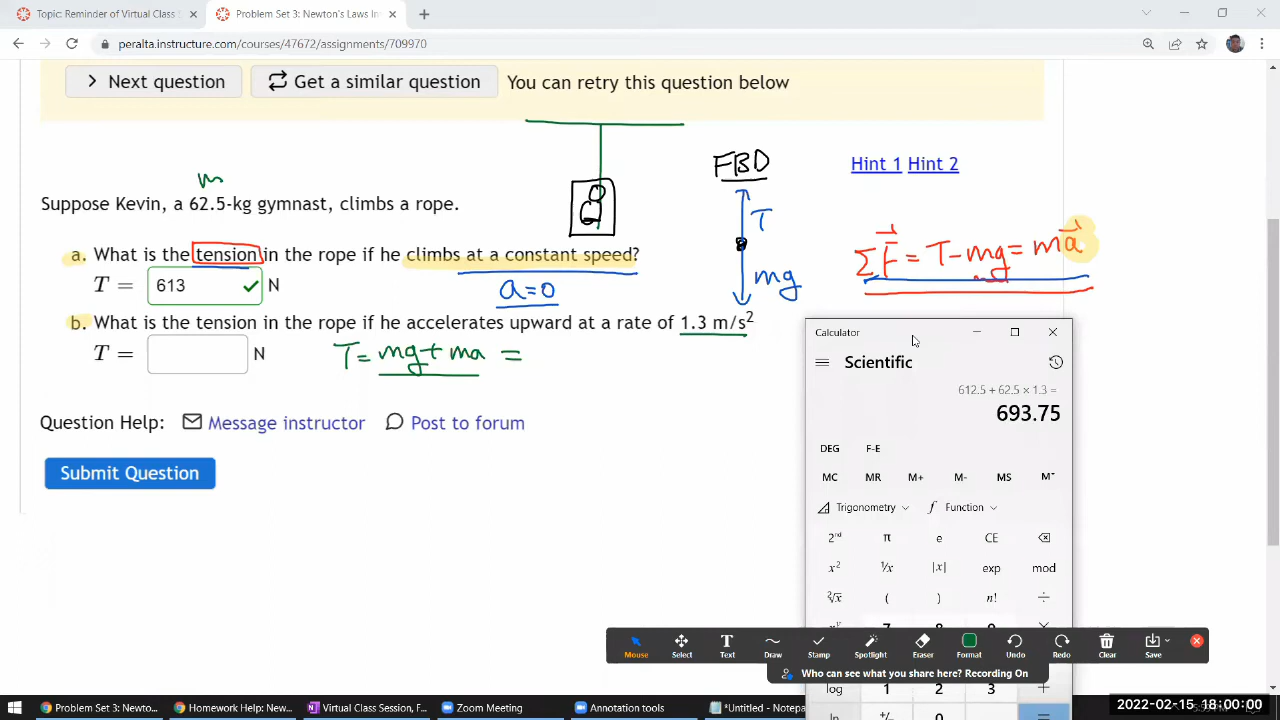 Topic: Reminder of Virtual Class S
Problem Set 3: Newton's Laws In
peralta.instructure.com/courses/47672/assignments/709970
Next question
Get a similar question
You can retry this question below
FBD
T
mg
Hint 1 Hint 2
m
Suppose Kevin, a 62.5-kg gymnast, climbs a rope.
a. What is the tension in the rope if he climbs at a constant speed?
T = 613 N
a=0
ΣF = T-mg = ma
b. What is the tension in the rope if he accelerates upward at a rate of 1.3 m/s²
T = N
T= mg+ma =
Question Help: Message instructor Post to forum
Submit Question
Calculator
Scientific
612.5 + 62.5 × 1.3 =
693.75
DEG F-E
MC MR M+ M- MS M˅
Trigonometry Function
2nd π e CE
x² ¹/x |x| exp mod
²√x ( ) n! ÷
7 8 9 ×
Mouse Select Text Draw Stamp Spotlight Eraser Format Undo Redo Clear Save
Who can see what you share here? Recording On
log 1 2 3 +
ln +/- 0 =
Problem Set 3: Newto...
Homework Help: New...
Virtual Class Session, F...
Zoom Meeting
Annotation tools
*Untitled - Notepa
2022-02-15 18:00:00